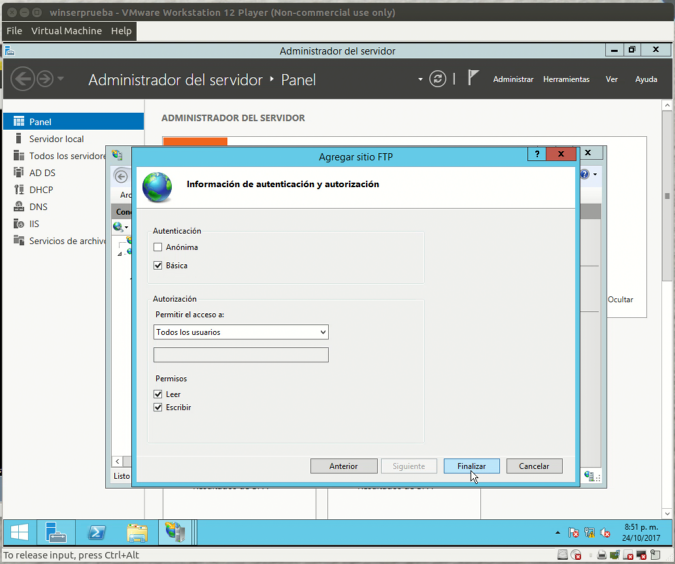 winserprueba - VMware Workstation 12 Player (Non-commercial use only)
File Virtual Machine Help
Administrador del servidor
Administrador del servidor Panel
Administrar Herramientas Ver Ayuda
Panel
Servidor local
Todos los servidore
AD DS
DHCP
DNS
IIS
Servicios de archiv
ADMINISTRADOR DEL SERVIDOR
Agregar sitio FTP
Información de autenticación y autorización
Arc
Con
Autenticación
Anónima
Básica
Autorización
Permitir el acceso a:
Todos los usuarios
Permisos
Leer
Escribir
Ocultar
Anterior Siguiente Finalizar Cancelar
Listo
8:51 p. m.
24/10/2017
To release input, press Ctrl+Alt